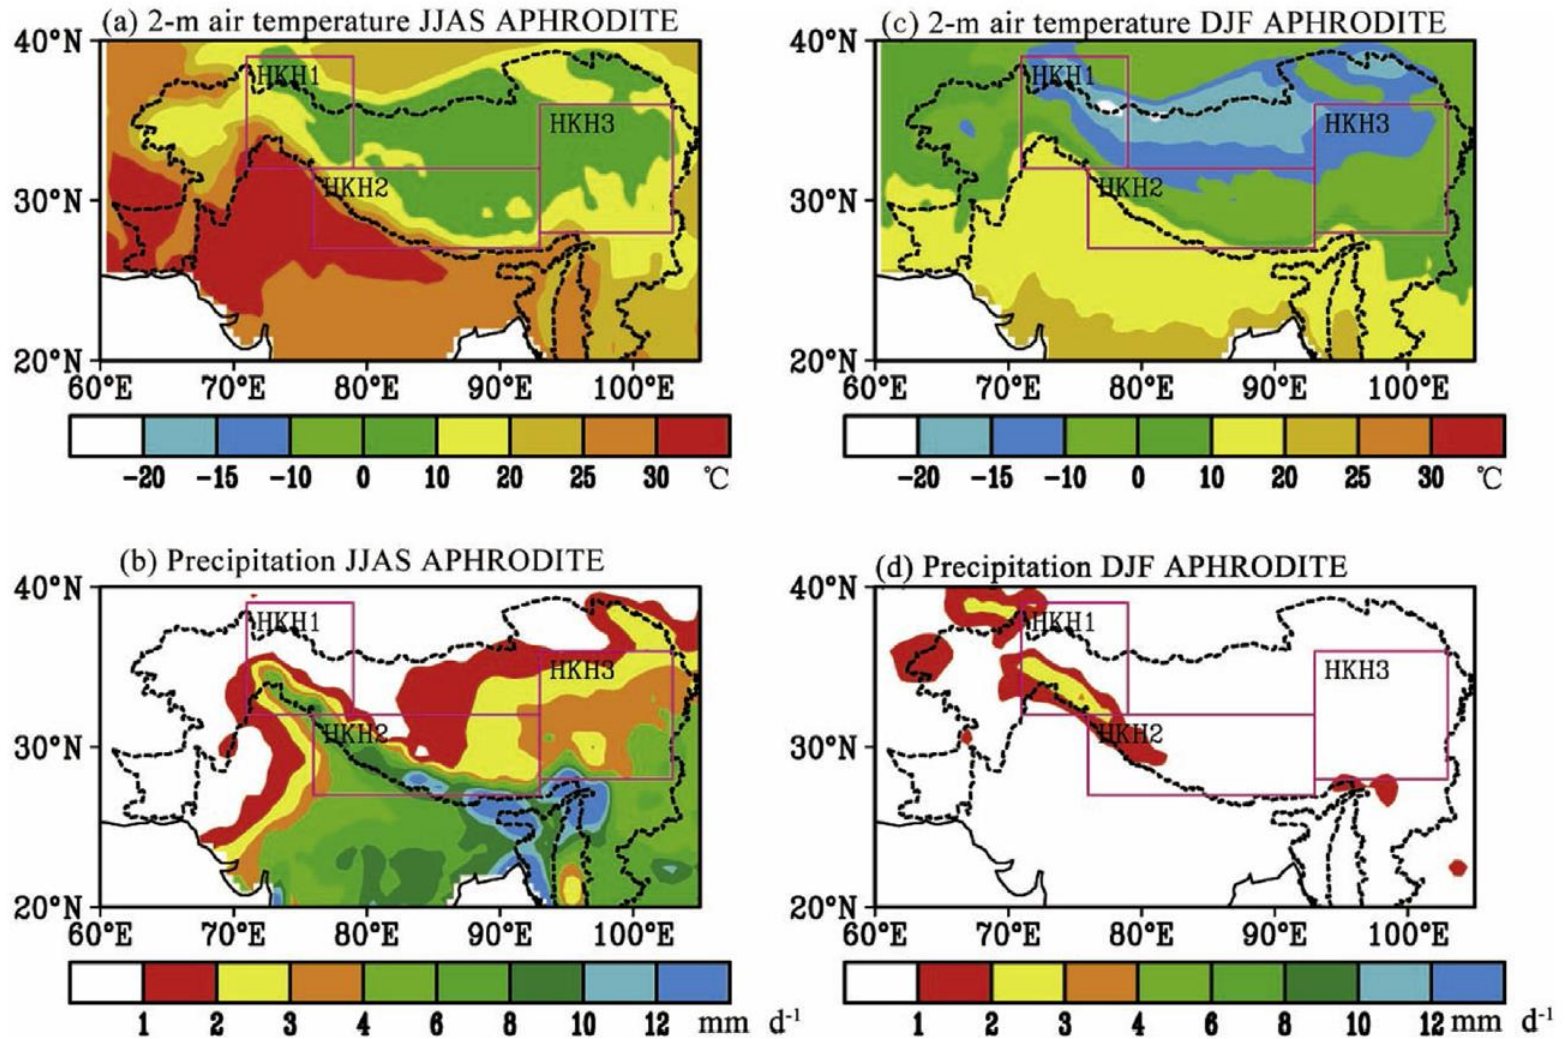 (a) 2-m air temperature JJAS APHRODITE
40°N
30°N
20°N
HKH1
HKH2
HKH3
60°E 70°E 80°E 90°E 100°E
-20 -15 -10 0 10 20 25 30 °C
(c) 2-m air temperature DJF APHRODITE
40°N
30°N
20°N
HKH1
HKH2
HKH3
60°E 70°E 80°E 90°E 100°E
-20 -15 -10 0 10 20 25 30 °C
(b) Precipitation JJAS APHRODITE
40°N
30°N
20°N
HKH1
HKH2
HKH3
60°E 70°E 80°E 90°E 100°E
1 2 3 4 6 8 10 12 mm d⁻¹
(d) Precipitation DJF APHRODITE
40°N
30°N
20°N
HKH1
HKH2
HKH3
60°E 70°E 80°E 90°E 100°E
1 2 3 4 6 8 10 12 mm d⁻¹